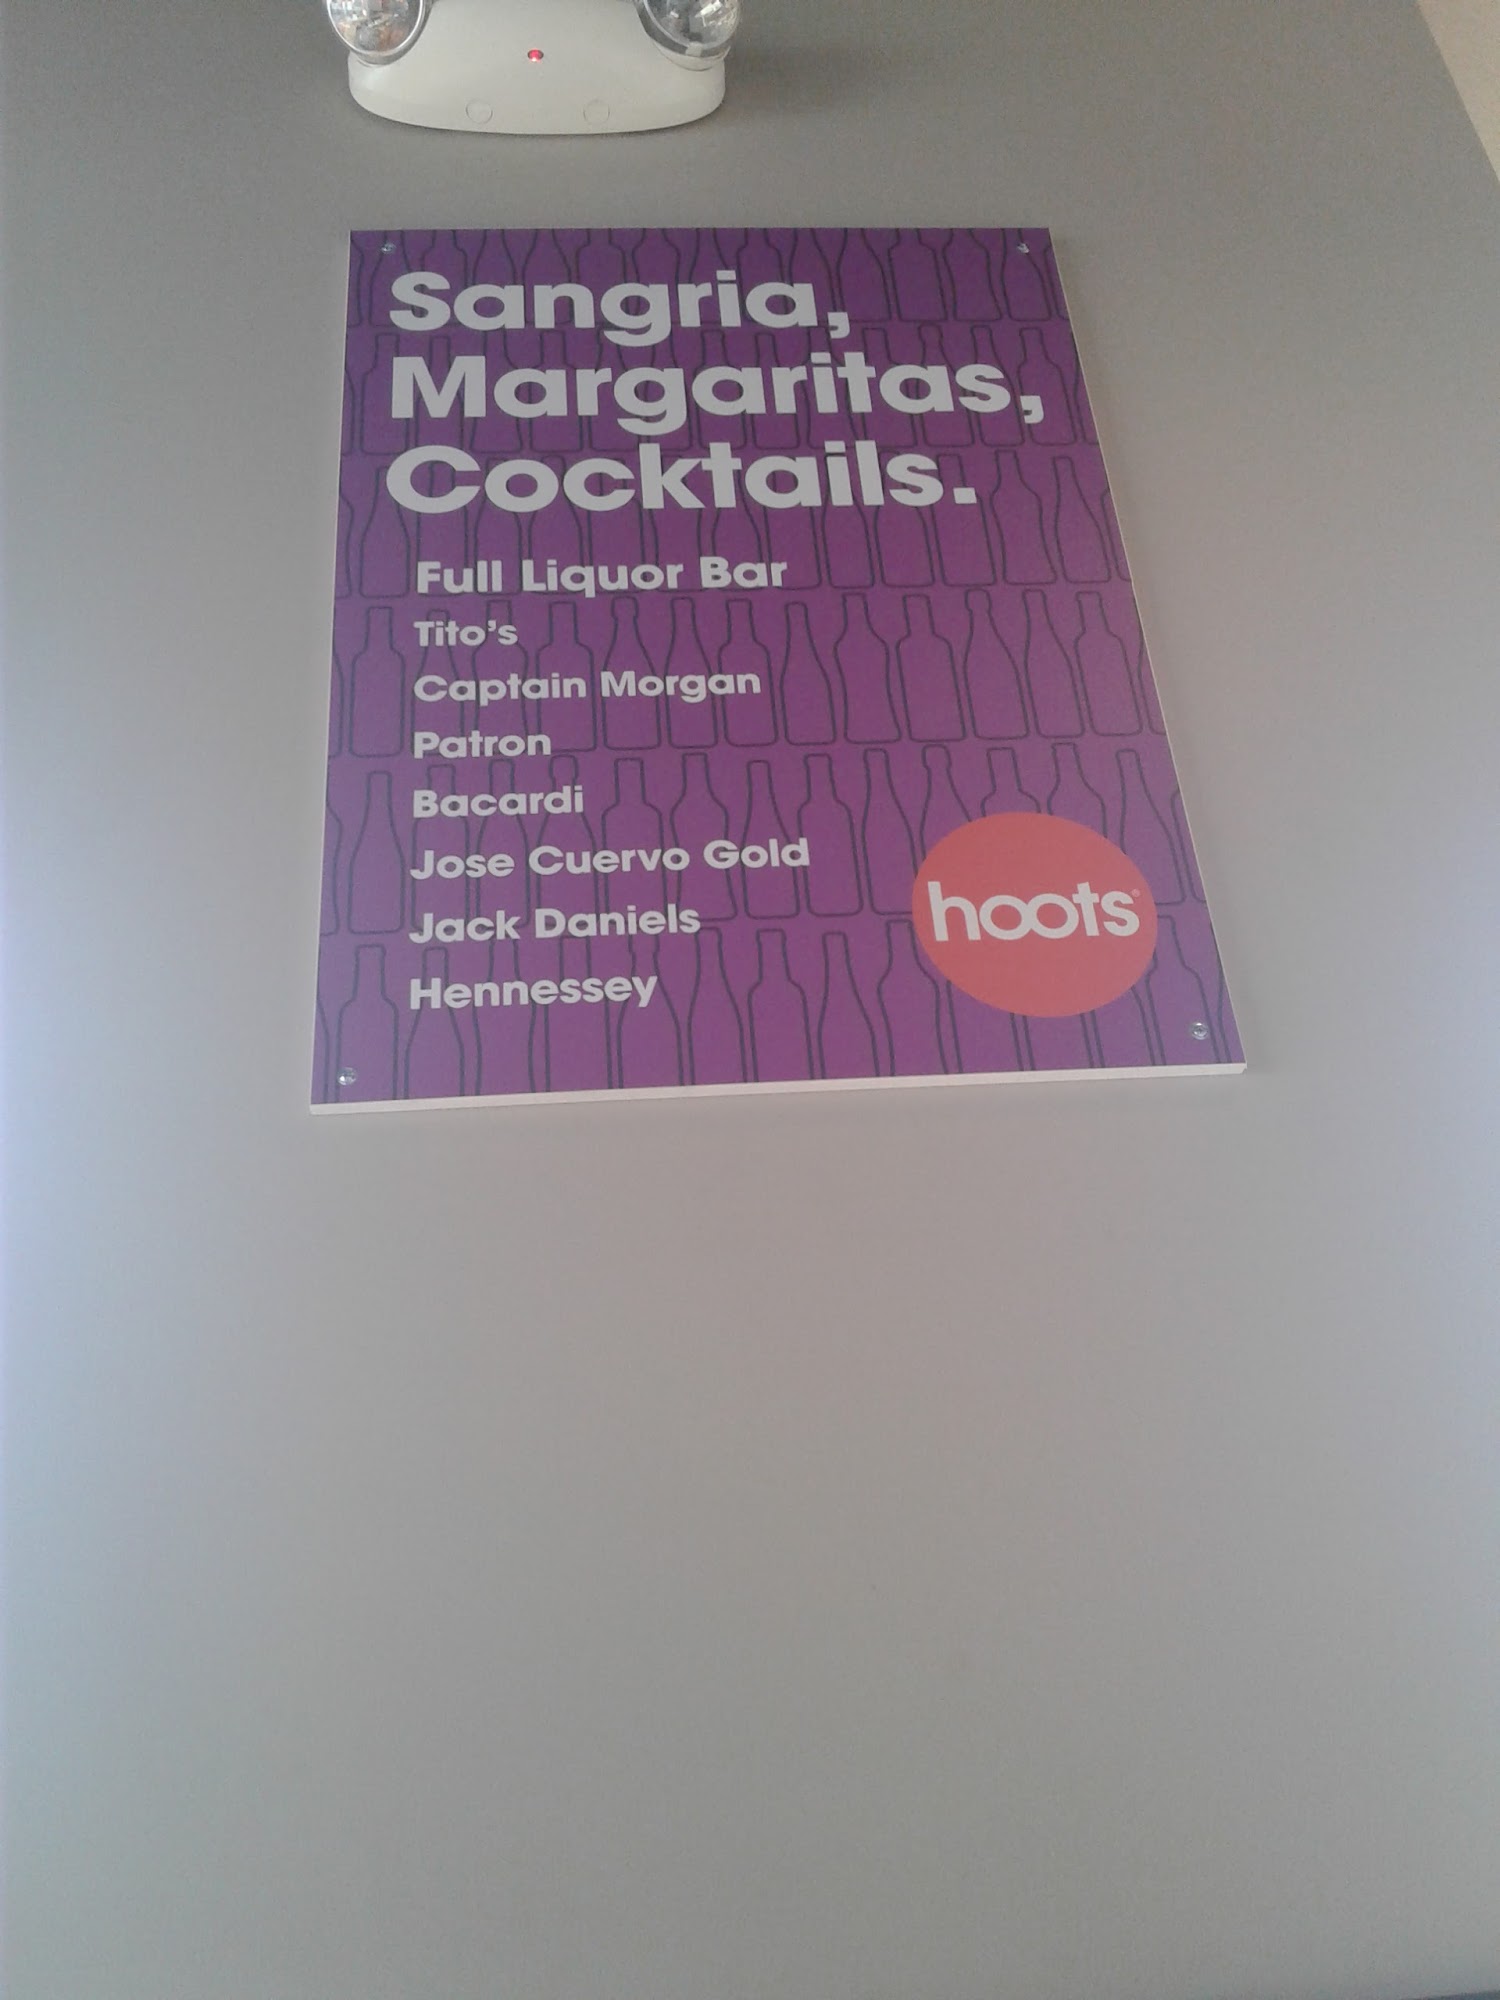 Sangria,
Margaritas,
Cocktails.
Full Liquor Bar
Tito's
Captain Morgan
Patron
Bacardi
Jose Cuervo Gold
Jack Daniels
Hennessey
hoots®